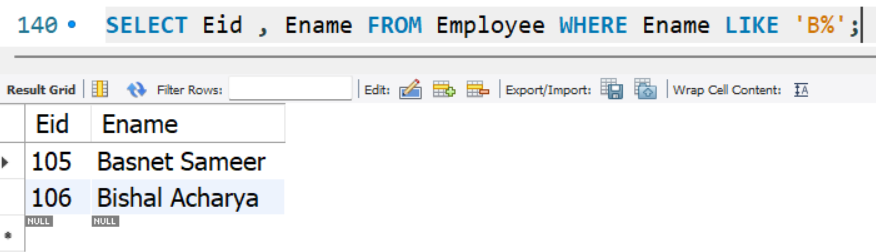 140 • SELECT Eid , Ename FROM Employee WHERE Ename LIKE 'B%';
Result Grid Filter Rows: Edit: Export/Import: Wrap Cell Content: IA
Eid Ename
105 Basnet Sameer
106 Bishal Acharya
NULL NULL